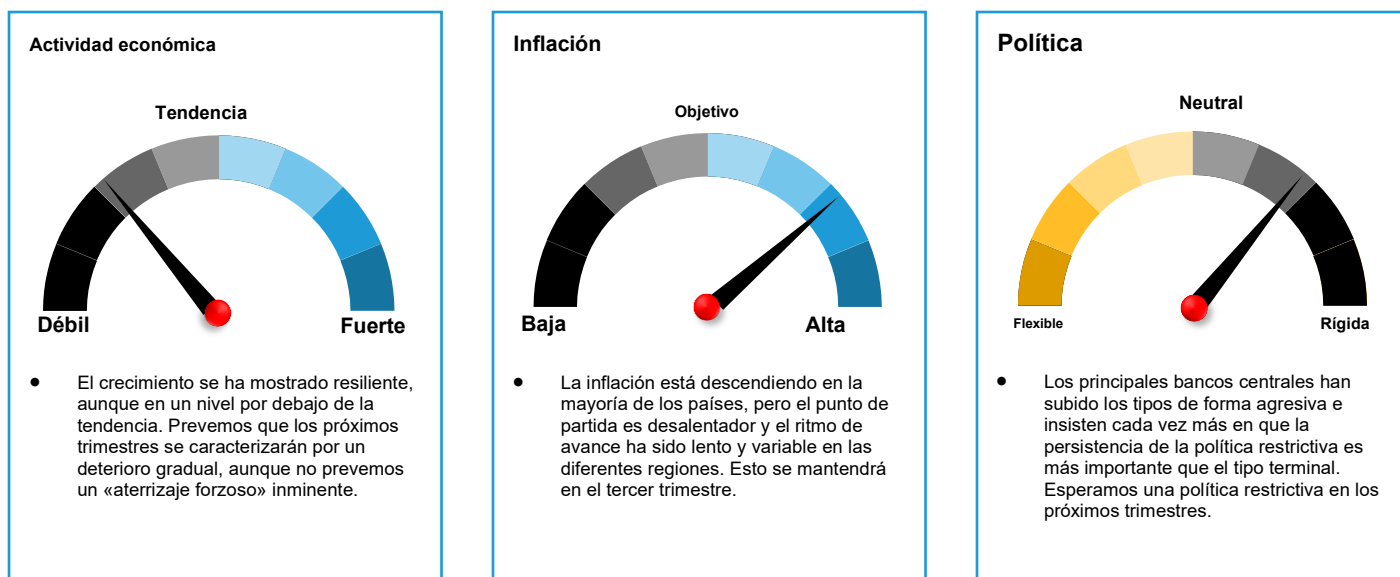 Actividad económica
Tendencia
Débil
Fuerte
● El crecimiento se ha mostrado resiliente,
aunque en un nivel por debajo de la
tendencia. Prevemos que los próximos
trimestres se caracterizarán por un
deterioro gradual, aunque no prevemos
un «aterrizaje forzoso» inminente.
Inflación
Objetivo
Baja
Alta
● La inflación está descendiendo en la
mayoría de los países, pero el punto de
partida es desalentador y el ritmo de
avance ha sido lento y variable en las
diferentes regiones. Esto se mantendrá
en el tercer trimestre.
Política
Neutral
Flexible
Rígida
● Los principales bancos centrales han
subido los tipos de forma agresiva e
insisten cada vez más en que la
persistencia de la política restrictiva es
más importante que el tipo terminal.
Esperamos una política restrictiva en los
próximos trimestres.